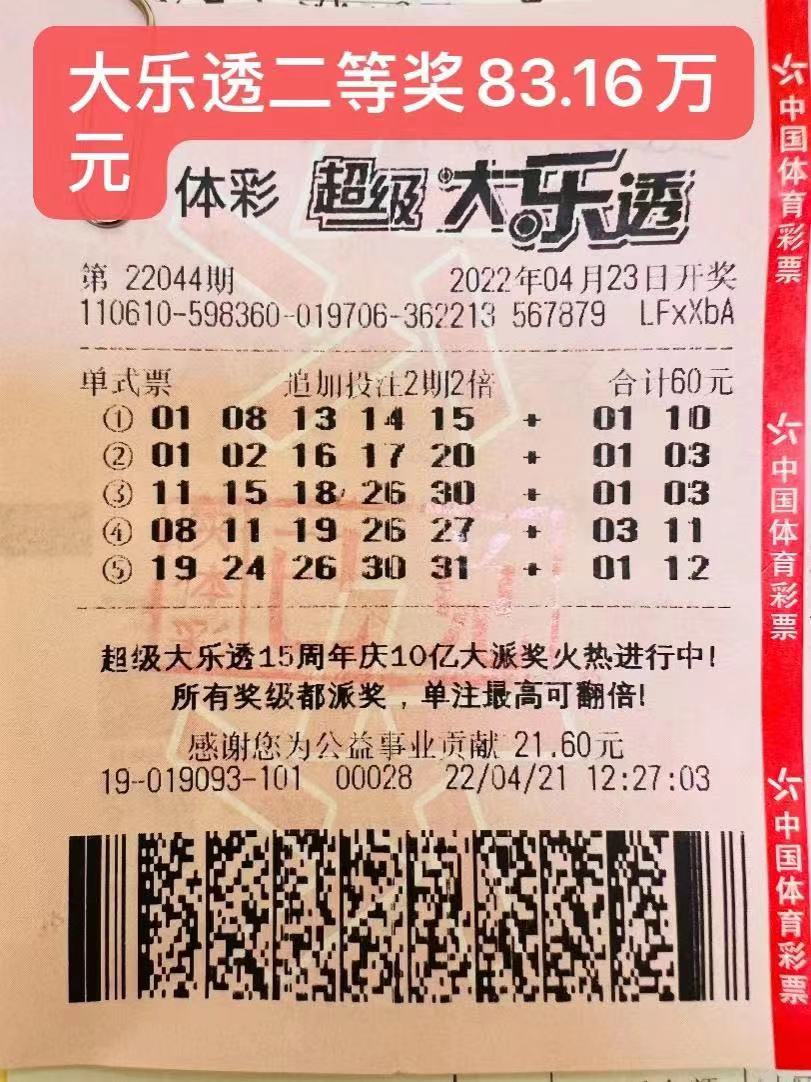 大乐透二等奖83.16万
元
体彩 超级大乐透
第 22044期 2022年04月23日开奖
110610-598360-019706-362213 567879 LFxXbA
单式票 追加投注2期2倍 合计60元
① 01 08 13 14 15 + 01 10
② 01 02 16 17 20 + 01 03
③ 11 15 18 26 30 + 01 03
④ 08 11 19 26 27 + 03 11
⑤ 19 24 26 30 31 + 01 12
超级大乐透15周年庆10亿大派奖火热进行中!
所有奖级都派奖，单注最高可翻倍!
感谢您为公益事业贡献 21.60元
19-019093-101 00028 22/04/21 12:27:03
中国体育彩票
中国体育彩票
中国体育彩票